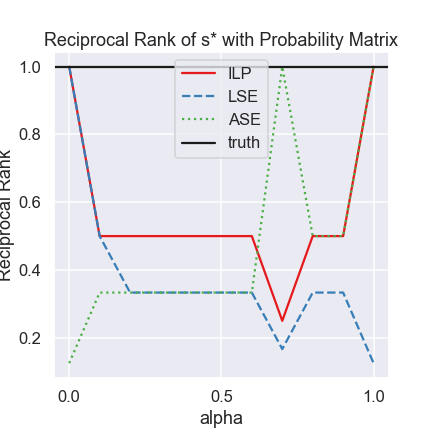 Reciprocal Rank of s* with Probability Matrix
Reciprocal Rank
1.0
0.8
0.6
0.4
0.2
ILP
LSE
ASE
truth
0.0
0.5
1.0
alpha